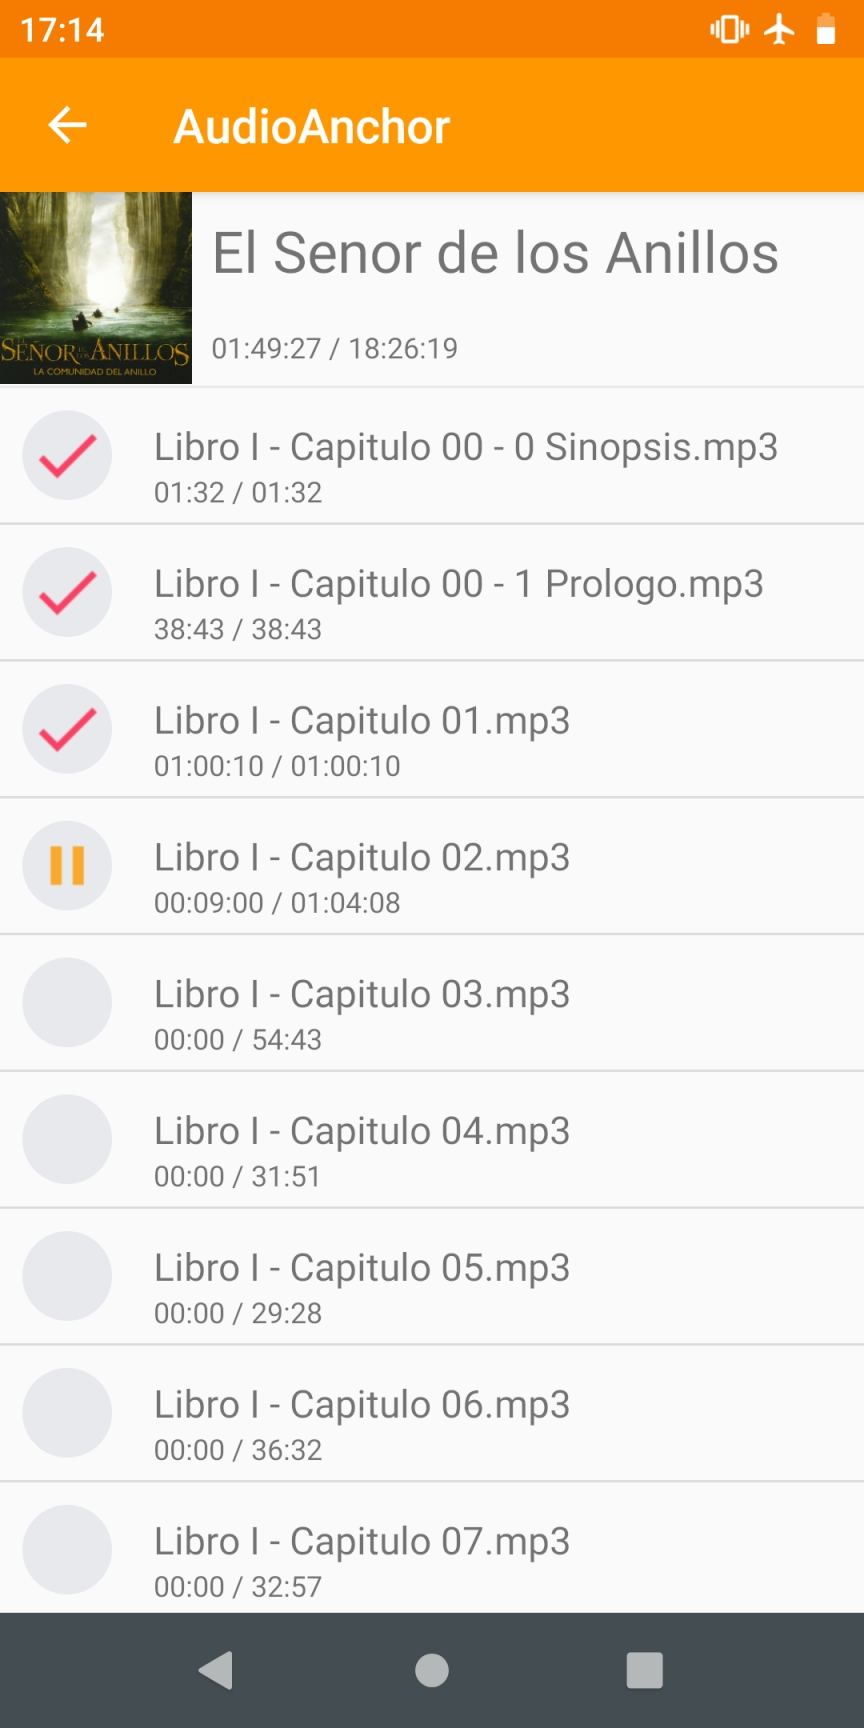 17:14
AudioAnchor
El Senor de los Anillos
SEÑOR DE LOS ANILLOS
LA COMUNIDAD DEL ANILLO
01:49:27 / 18:26:19
Libro I - Capitulo 00 - 0 Sinopsis.mp3
01:32 / 01:32
Libro I - Capitulo 00 - 1 Prologo.mp3
38:43 / 38:43
Libro I - Capitulo 01.mp3
01:00:10 / 01:00:10
Libro I - Capitulo 02.mp3
00:09:00 / 01:04:08
Libro I - Capitulo 03.mp3
00:00 / 54:43
Libro I - Capitulo 04.mp3
00:00 / 31:51
Libro I - Capitulo 05.mp3
00:00 / 29:28
Libro I - Capitulo 06.mp3
00:00 / 36:32
Libro I - Capitulo 07.mp3
00:00 / 32:57